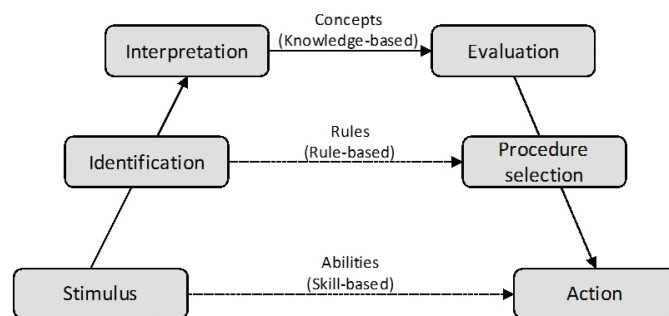 Concepts
(Knowledge-based)
Interpretation
Evaluation
Rules
(Rule-based)
Identification
Procedure
selection
Abilities
(Skill-based)
Stimulus
Action